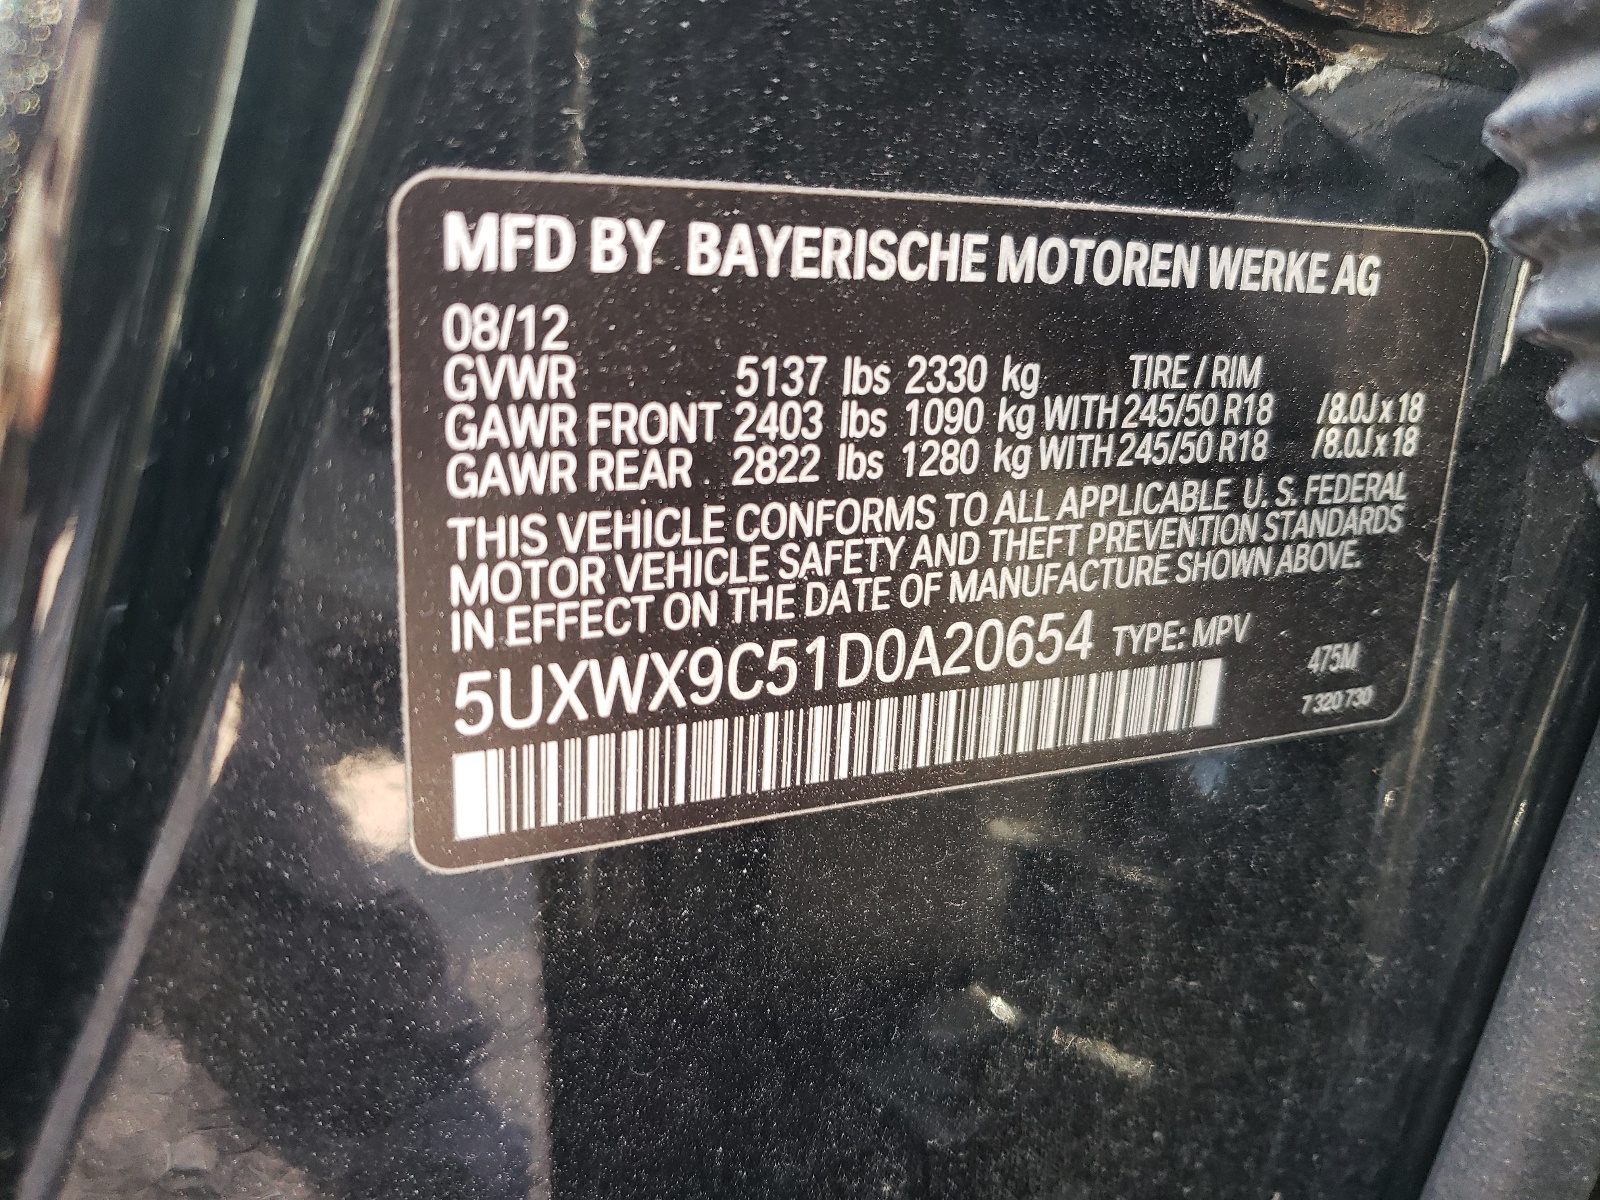 MFD BY BAYERISCHE MOTOREN WERKE AG
08/12
GVWR 5137 lbs 2330 kg TIRE / RIM
GAWR FRONT 2403 lbs 1090 kg WITH 245/50 R18 / 8.0J x 18
GAWR REAR 2822 lbs 1280 kg WITH 245/50 R18 / 8.0J x 18
THIS VEHICLE CONFORMS TO ALL APPLICABLE U. S. FEDERAL
MOTOR VEHICLE SAFETY AND THEFT PREVENTION STANDARDS
IN EFFECT ON THE DATE OF MANUFACTURE SHOWN ABOVE.
5UXWX9C51D0A20654 TYPE: MPV
475M
7 320 730